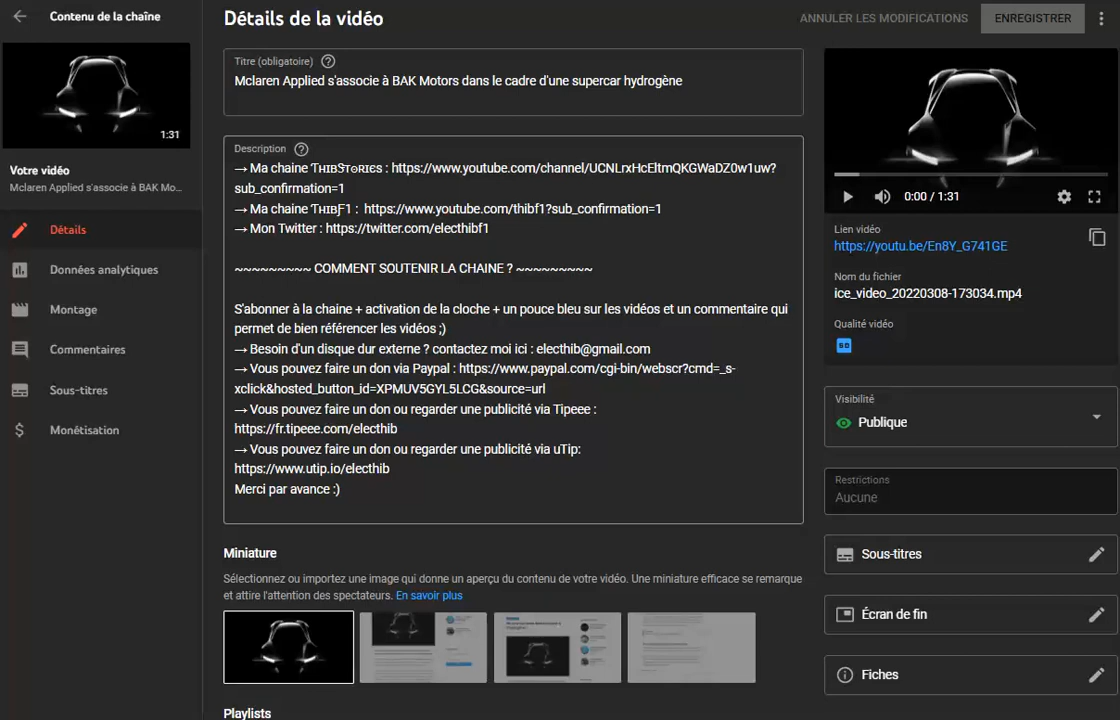 Contenu de la chaîne
1:31
Votre vidéo
Mclaren Applied s'associe à BAK Mo...
Détails
Données analytiques
Montage
Commentaires
Sous-titres
Monétisation
Détails de la vidéo
ANNULER LES MODIFICATIONS
ENREGISTRER
Titre (obligatoire)
Mclaren Applied s'associe à BAK Motors dans le cadre d'une supercar hydrogène
Description
→ Ma chaine ƬʜɪʙSᴛᴏʀɪᴇs : https://www.youtube.com/channel/UCNLrxHcEltmQKGWaDZ0w1uw?
sub_confirmation=1
→ Ma chaine ƬʜɪʙƑ1 : https://www.youtube.com/thibf1?sub_confirmation=1
→ Mon Twitter : https://twitter.com/electhibf1
~~~~~~~~~ COMMENT SOUTENIR LA CHAINE ? ~~~~~~~~~
S'abonner à la chaine + activation de la cloche + un pouce bleu sur les vidéos et un commentaire qui
permet de bien référencer les vidéos ;)
→ Besoin d'un disque dur externe ? contactez moi ici : electhib@gmail.com
→ Vous pouvez faire un don via Paypal : https://www.paypal.com/cgi-bin/webscr?cmd=_s-
xclick&hosted_button_id=XPMUV5GYL5LCG&source=url
→ Vous pouvez faire un don ou regarder une publicité via Tipeee :
https://fr.tipeee.com/electhib
→ Vous pouvez faire un don ou regarder une publicité via uTip:
https://www.utip.io/electhib
Merci par avance :)
Miniature
Sélectionnez ou importez une image qui donne un aperçu du contenu de votre vidéo. Une miniature efficace se remarque
et attire l'attention des spectateurs. En savoir plus
Playlists
0:00 / 1:31
Lien vidéo
https://youtu.be/En8Y_G741GE
Nom du fichier
ice_video_20220308-173034.mp4
Qualité vidéo
SD
Visibilité
Publique
Restrictions
Aucune
Sous-titres
Écran de fin
Fiches